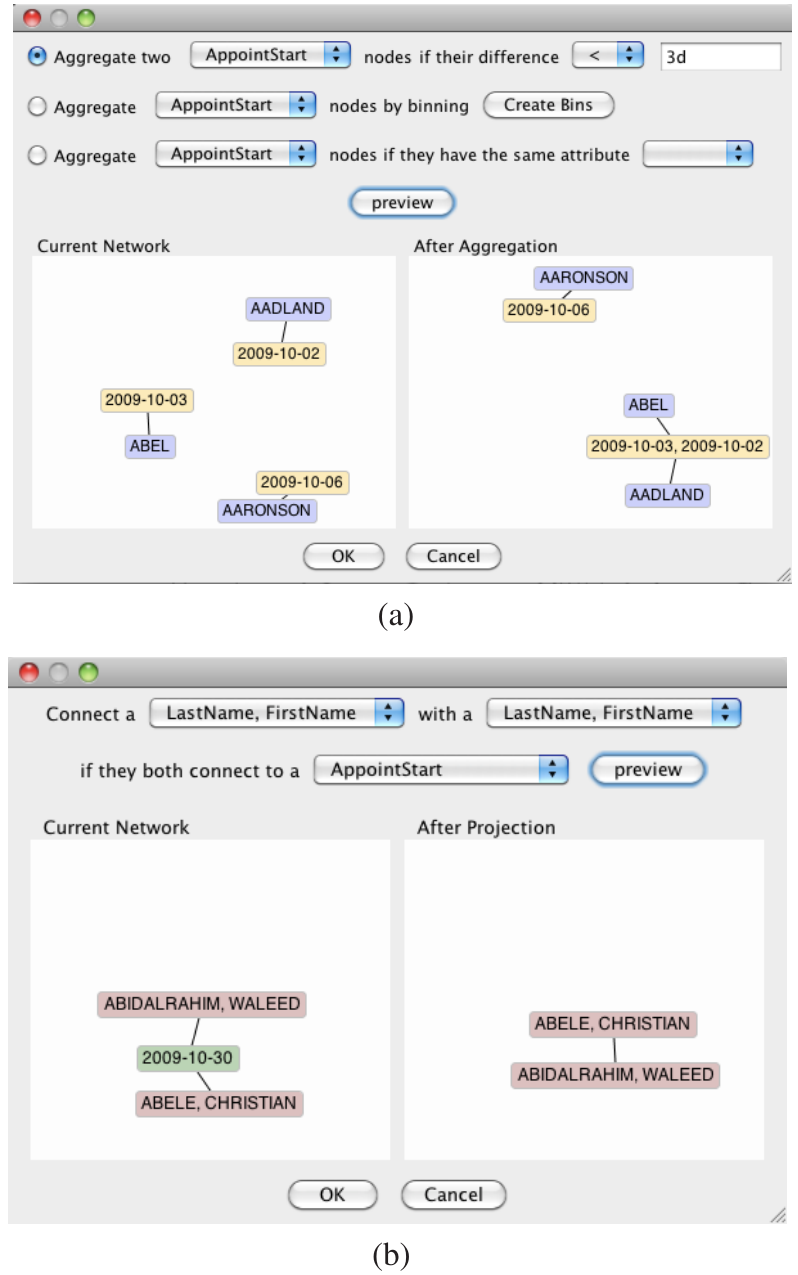 Aggregate two AppointStart nodes if their difference < 3d
Aggregate AppointStart nodes by binning Create Bins
Aggregate AppointStart nodes if they have the same attribute
preview
Current Network
AADLAND
2009-10-02
2009-10-03
ABEL
2009-10-06
AARONSON
After Aggregation
AARONSON
2009-10-06
ABEL
2009-10-03, 2009-10-02
AADLAND
OK Cancel
(a)
Connect a LastName, FirstName with a LastName, FirstName
if they both connect to a AppointStart preview
Current Network
ABIDALRAHIM, WALEED
2009-10-30
ABELE, CHRISTIAN
After Projection
ABELE, CHRISTIAN
ABIDALRAHIM, WALEED
OK Cancel
(b)